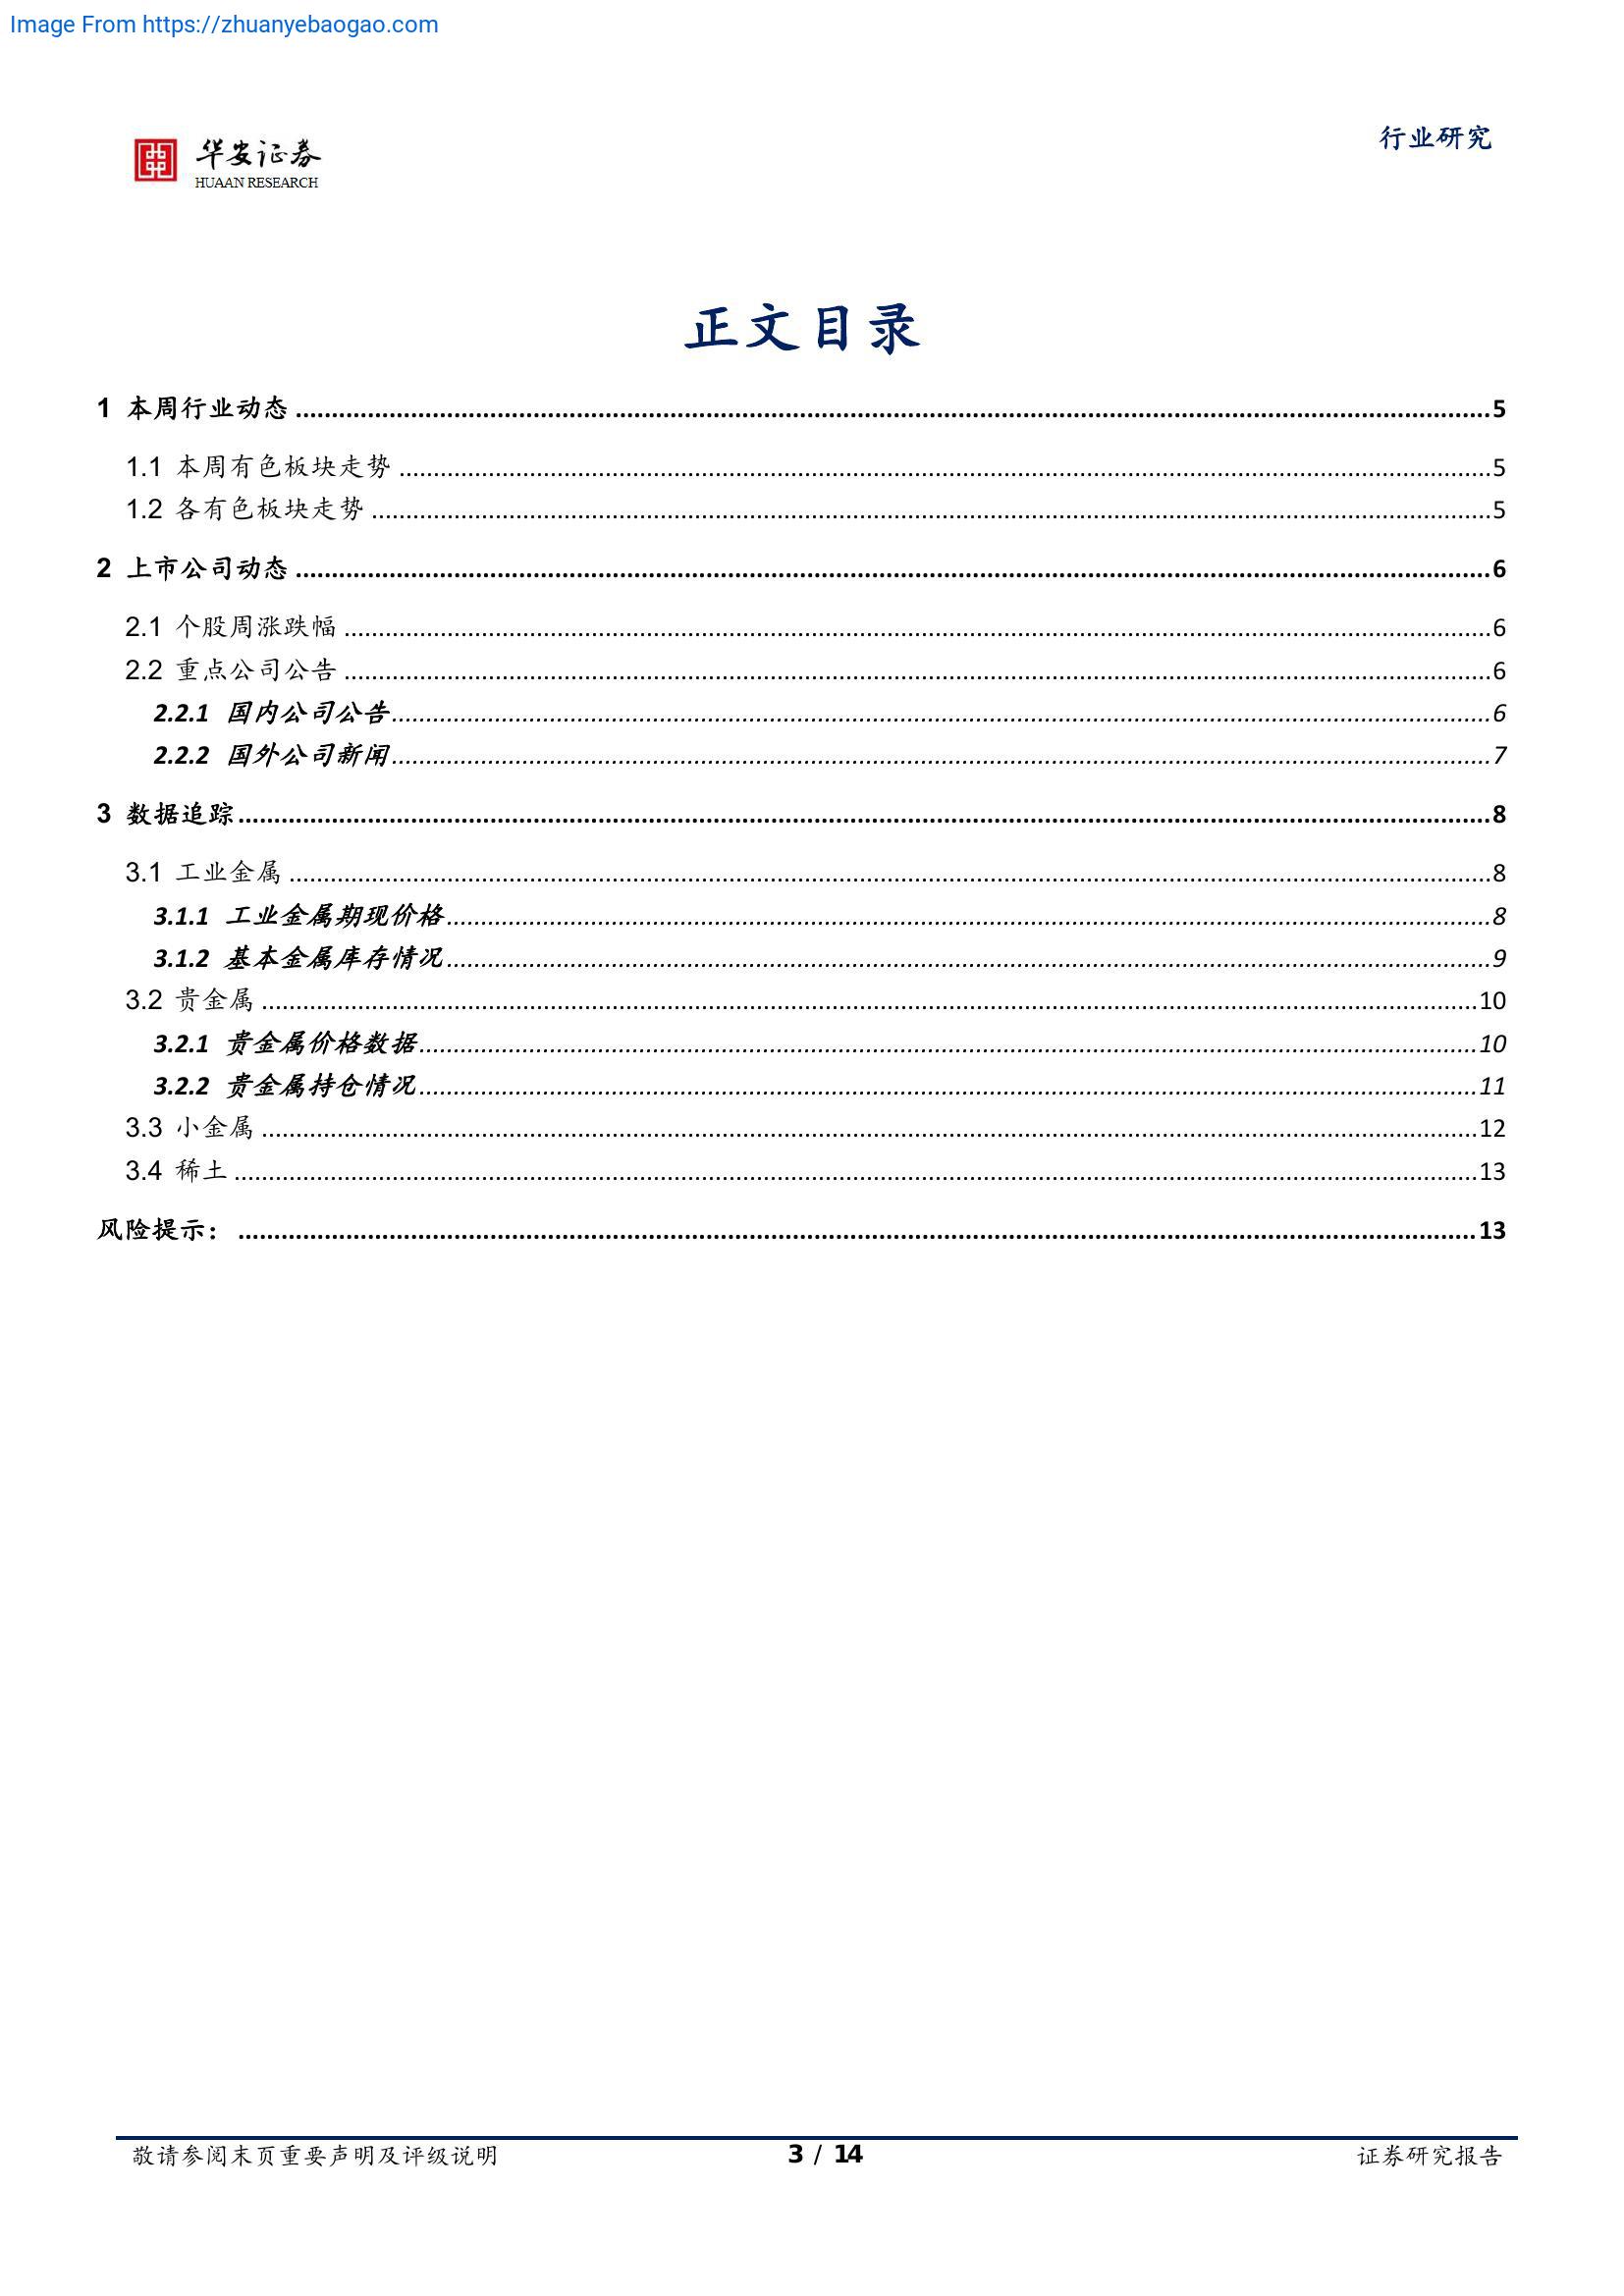 Image From https://zhuanyebaogao.com
华安证券
HUAAN RESEARCH
行业研究
正文目录
1 本周行业动态 ........ 5
1.1 本周有色板块走势 ........ 5
1.2 各有色板块走势 ........ 5
2 上市公司动态 ........ 6
2.1 个股周涨跌幅 ........ 6
2.2 重点公司公告 ........ 6
2.2.1 国内公司公告 ........ 6
2.2.2 国外公司新闻 ........ 7
3 数据追踪 ........ 8
3.1 工业金属 ........ 8
3.1.1 工业金属期现价格 ........ 8
3.1.2 基本金属库存情况 ........ 9
3.2 贵金属 ........ 10
3.2.1 贵金属价格数据 ........ 10
3.2.2 贵金属持仓情况 ........ 11
3.3 小金属 ........ 12
3.4 稀土 ........ 13
风险提示： ........ 13
敬请参阅末页重要声明及评级说明
3 / 14
证券研究报告